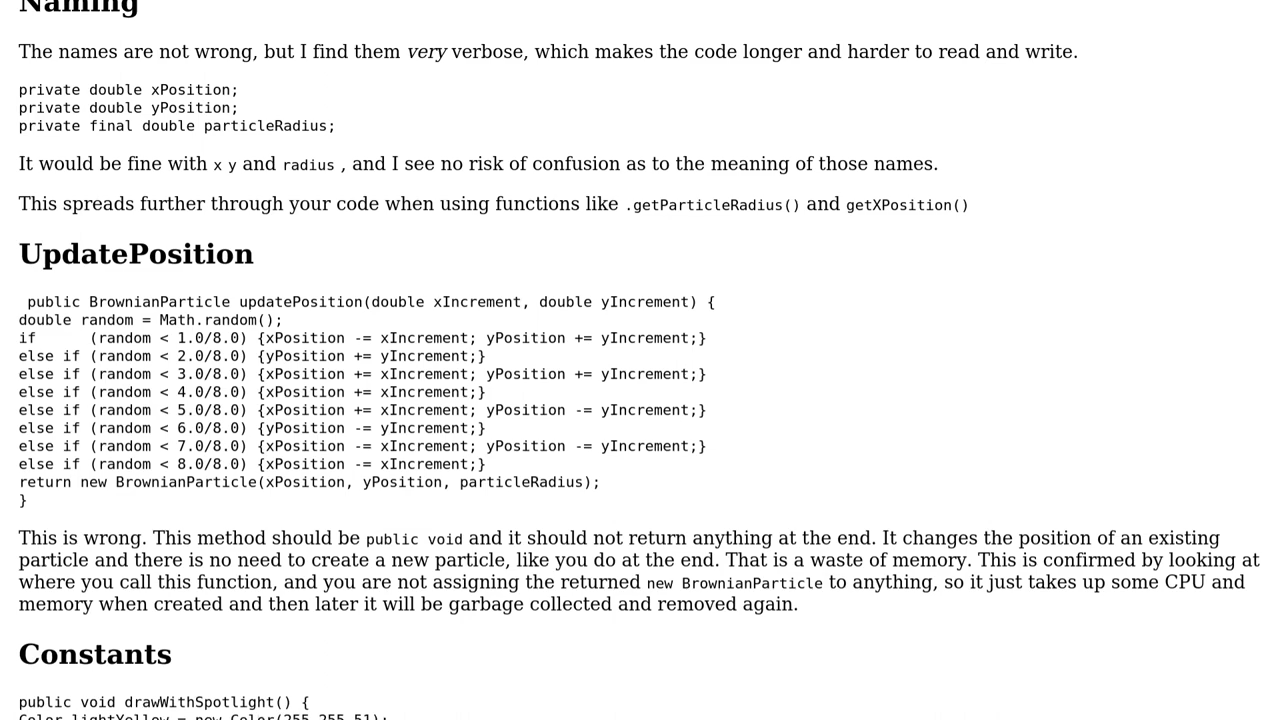 Naming
The names are not wrong, but I find them very verbose, which makes the code longer and harder to read and write.
private double xPosition;
private double yPosition;
private final double particleRadius;
It would be fine with x y and radius , and I see no risk of confusion as to the meaning of those names.
This spreads further through your code when using functions like .getParticleRadius() and getXPosition()
UpdatePosition
public BrownianParticle updatePosition(double xIncrement, double yIncrement) {
double random = Math.random();
if      (random < 1.0/8.0) {xPosition -= xIncrement; yPosition += yIncrement;}
else if (random < 2.0/8.0) {yPosition += yIncrement;}
else if (random < 3.0/8.0) {xPosition += xIncrement; yPosition += yIncrement;}
else if (random < 4.0/8.0) {xPosition += xIncrement;}
else if (random < 5.0/8.0) {xPosition += xIncrement; yPosition -= yIncrement;}
else if (random < 6.0/8.0) {yPosition -= yIncrement;}
else if (random < 7.0/8.0) {xPosition -= xIncrement; yPosition -= yIncrement;}
else if (random < 8.0/8.0) {xPosition -= xIncrement;}
return new BrownianParticle(xPosition, yPosition, particleRadius);
}
This is wrong. This method should be public void and it should not return anything at the end. It changes the position of an existing
particle and there is no need to create a new particle, like you do at the end. That is a waste of memory. This is confirmed by looking at
where you call this function, and you are not assigning the returned new BrownianParticle to anything, so it just takes up some CPU and
memory when created and then later it will be garbage collected and removed again.
Constants
public void drawWithSpotlight() {
Color lightYellow = new Color(255,255,51);